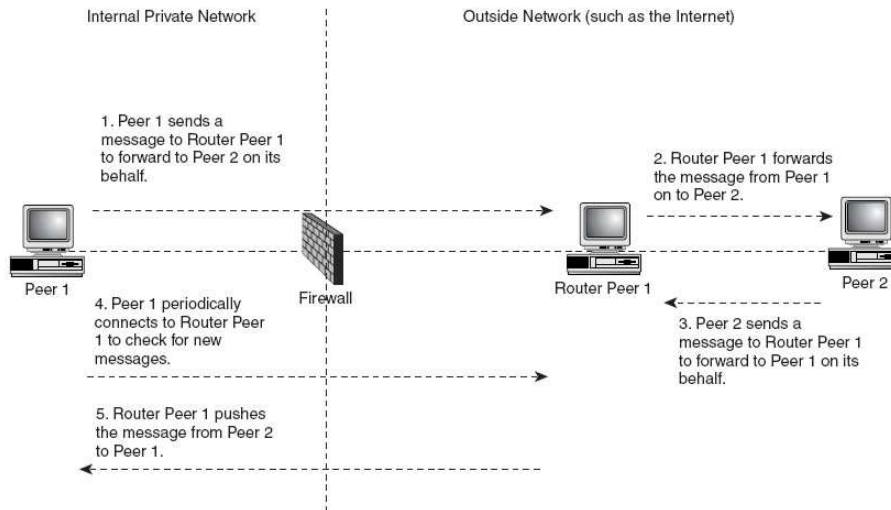 Internal Private Network
Outside Network (such as the Internet)
1. Peer 1 sends a
message to Router Peer 1
to forward to Peer 2 on its
behalf.
2. Router Peer 1 forwards
the message from Peer 1
on to Peer 2.
Peer 1
Firewall
Router Peer 1
Peer 2
3. Peer 2 sends a
message to Router Peer 1
to forward to Peer 1 on its
behalf.
4. Peer 1 periodically
connects to Router Peer
1 to check for new
messages.
5. Router Peer 1 pushes
the message from Peer 2
to Peer 1.